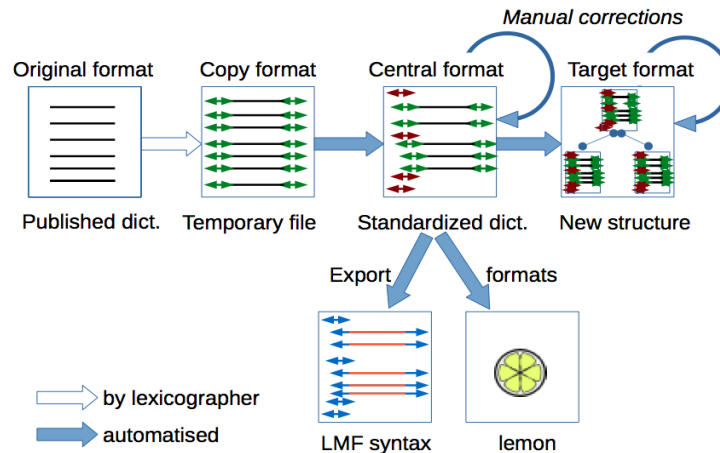 Manual corrections
Original format
Copy format
Central format
Target format
Published dict.
Temporary file
Standardized dict.
New structure
Export
formats
by lexicographer
automatised
LMF syntax
lemon